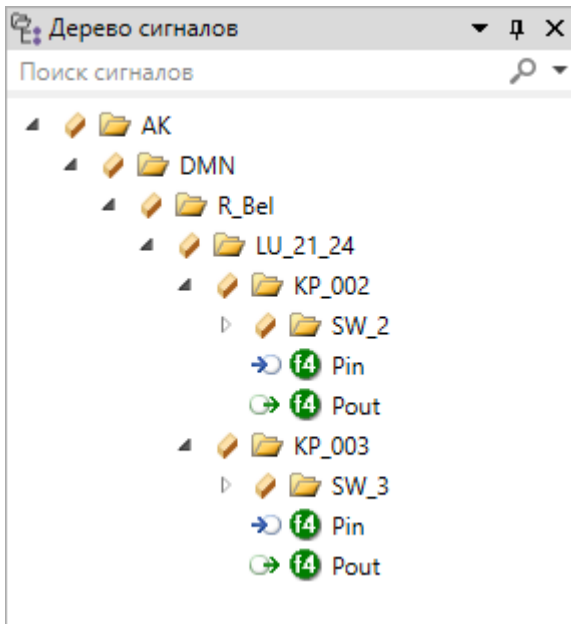 Дерево сигналов
Поиск сигналов
AK
DMN
R_Bel
LU_21_24
KP_002
SW_2
f4 Pin
f4 Pout
KP_003
SW_3
f4 Pin
f4 Pout